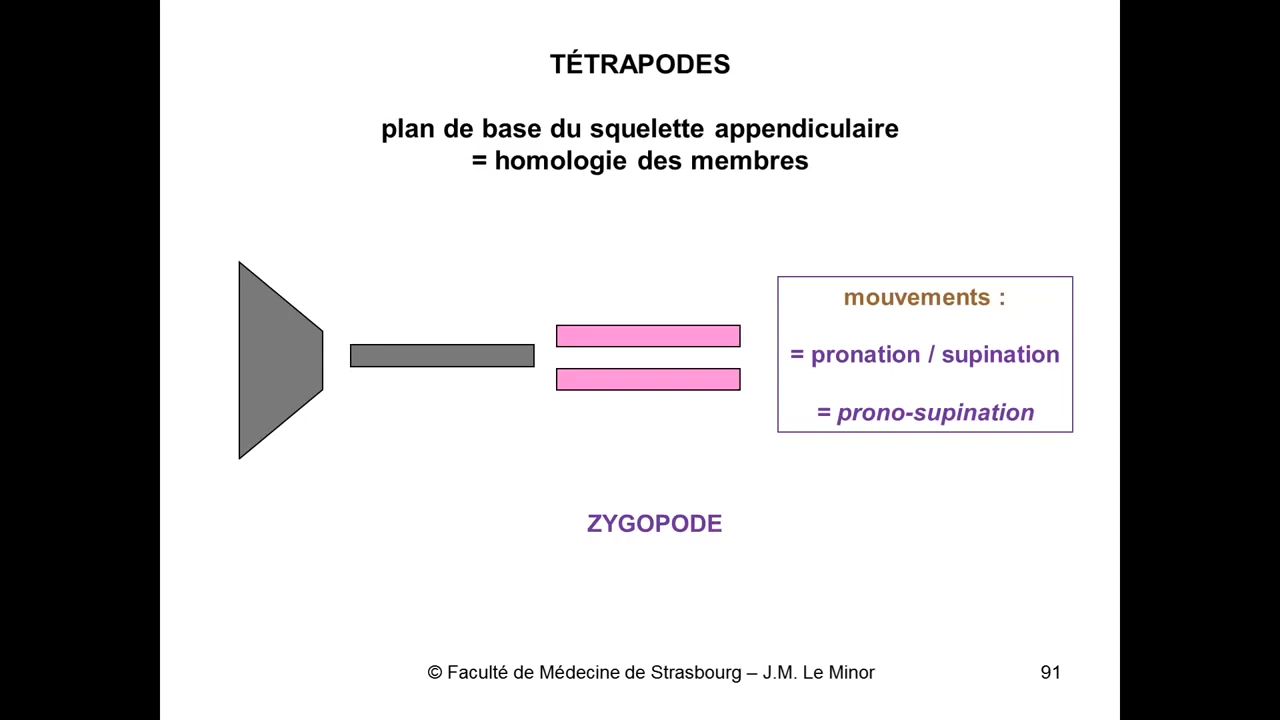 TÉTRAPODES
plan de base du squelette appendiculaire
= homologie des membres
mouvements :
= pronation / supination
= prono-supination
ZYGOPODE
© Faculté de Médecine de Strasbourg – J.M. Le Minor
91